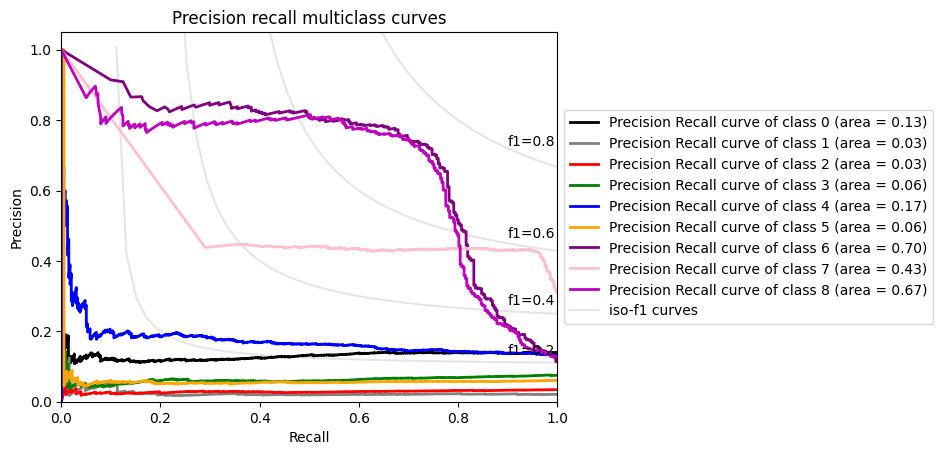 Precision recall multiclass curves
Precision
1.0
0.8
0.6
0.4
0.2
0.0
0.0 0.2 0.4 0.6 0.8 1.0
Recall
f1=0.8
f1=0.6
f1=0.4
f1=0.2
Precision Recall curve of class 0 (area = 0.13)
Precision Recall curve of class 1 (area = 0.03)
Precision Recall curve of class 2 (area = 0.03)
Precision Recall curve of class 3 (area = 0.06)
Precision Recall curve of class 4 (area = 0.17)
Precision Recall curve of class 5 (area = 0.06)
Precision Recall curve of class 6 (area = 0.70)
Precision Recall curve of class 7 (area = 0.43)
Precision Recall curve of class 8 (area = 0.67)
iso-f1 curves